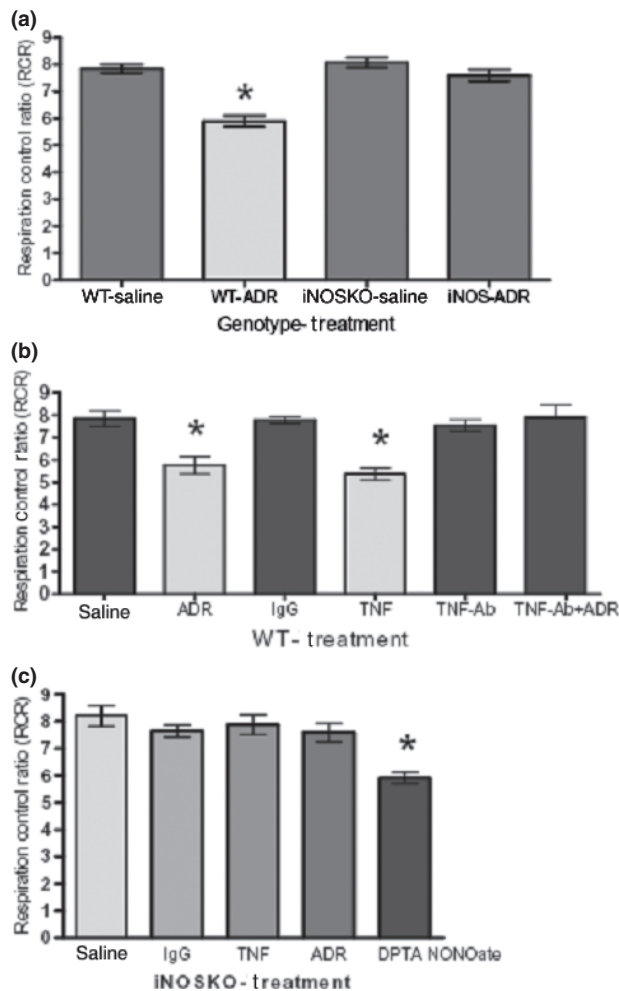 (a)
Respiration control ratio (RCR)
9
8
7
6
5
4
3
2
1
0
*
WT-saline WT-ADR iNOSKO-saline iNOS-ADR
Genotype-treatment
(b)
Respiration control ratio (RCR)
9
8
7
6
5
4
3
2
1
0
* *
Saline ADR IgG TNF TNF-Ab TNF-Ab+ADR
WT-treatment
(c)
Respiration control ratio (RCR)
9
8
7
6
5
4
3
2
1
0
*
Saline IgG TNF ADR DPTA NONOate
iNOSKO-treatment